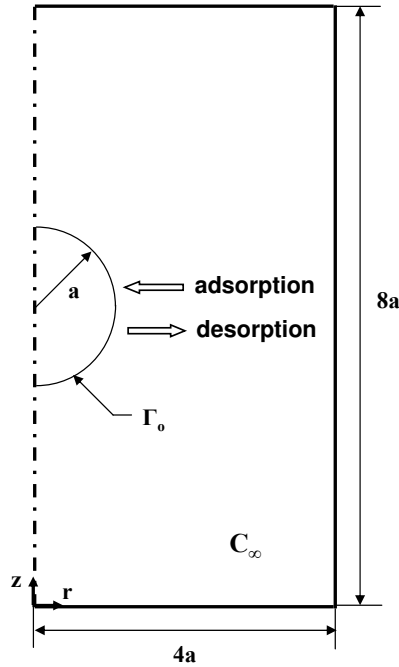 a
adsorption
desorption
8a
Γₒ
C∞
z
r
4a